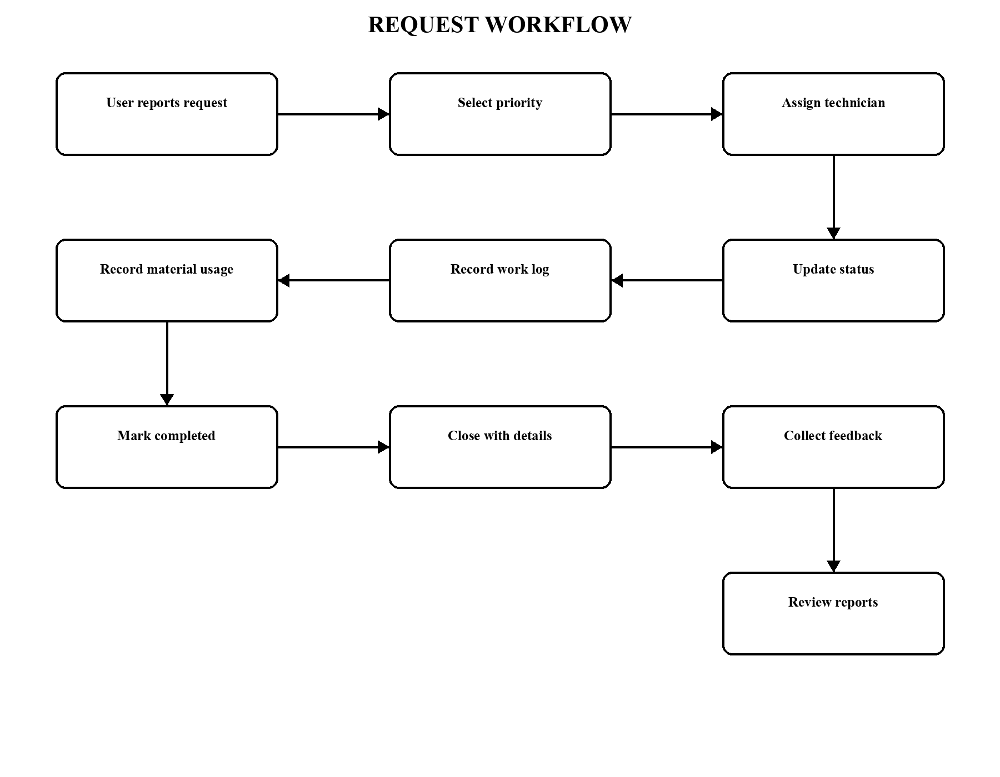 REQUEST WORKFLOW
User reports request
Select priority
Assign technician
Update status
Record work log
Record material usage
Mark completed
Close with details
Collect feedback
Review reports